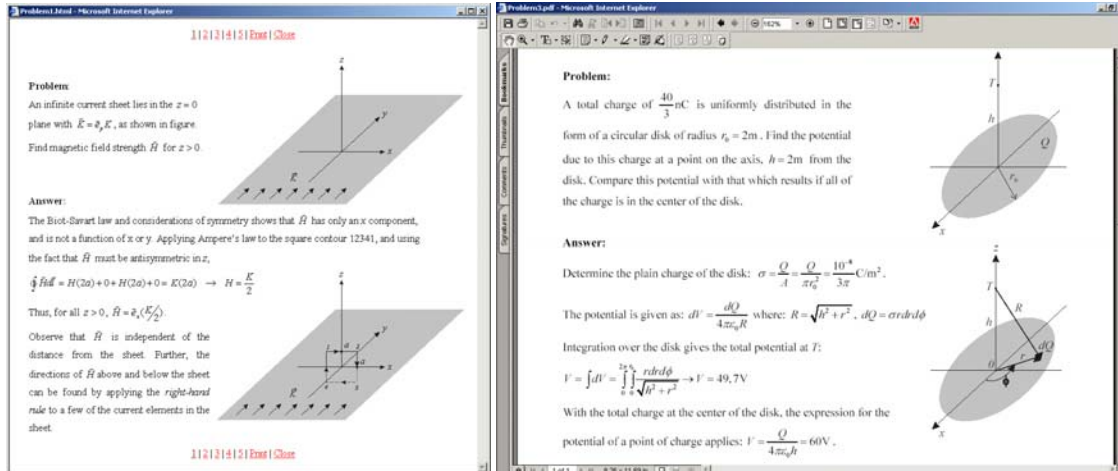 Problem1.html - Microsoft Internet Explorer
1 | 2 | 3 | 4 | 5 | Print | Close
Problem:
An infinite current sheet lies in the z = 0
plane with K̄ = ā_y K, as shown in figure.
Find magnetic field strength H̄ for z > 0.
z
y
x
K̄
Answer:
The Biot-Savart law and considerations of symmetry shows that H̄ has only an x component,
and is not a function of x or y. Applying Ampere's law to the square contour 12341, and using
the fact that H̄ must be antisymmetric in z,
∮ H̄dl̄ = H(2a) + 0 + H(2a) + 0 = K(2a) → H = K/2
Thus, for all z > 0, H̄ = ā_x(K/2).
Observe that H̄ is independent of the
distance from the sheet. Further, the
directions of H̄ above and below the sheet
can be found by applying the right-hand
rule to a few of the current elements in the
sheet.
z
y
a
a
x
K̄
1 | 2 | 3 | 4 | 5 | Print | Close
Problem3.pdf - Microsoft Internet Explorer
182%
Bookmarks
Thumbnails
Comments
Signatures
Problem:
A total charge of 40/3 nC is uniformly distributed in the
form of a circular disk of radius r₀ = 2m. Find the potential
due to this charge at a point on the axis, h = 2m from the
disk. Compare this potential with that which results if all of
the charge is in the center of the disk.
T
h
Q
r₀
x
Answer:
Determine the plain charge of the disk: σ = Q/A = Q/πr₀² = 10⁻⁸/3π C/m².
The potential is given as: dV = dQ/4πε₀R where: R = √(h² + r²), dQ = σrdrdϕ
Integration over the disk gives the total potential at T:
V = ∫dV = ∫∫ rdrdϕ/√(h² + r²) → V = 49,7V
With the total charge at the center of the disk, the expression for the
potential of a point of charge applies: V = Q/4πε₀h = 60V.
z
T
R
h
dQ
0
r
ϕ
x
1 of 1